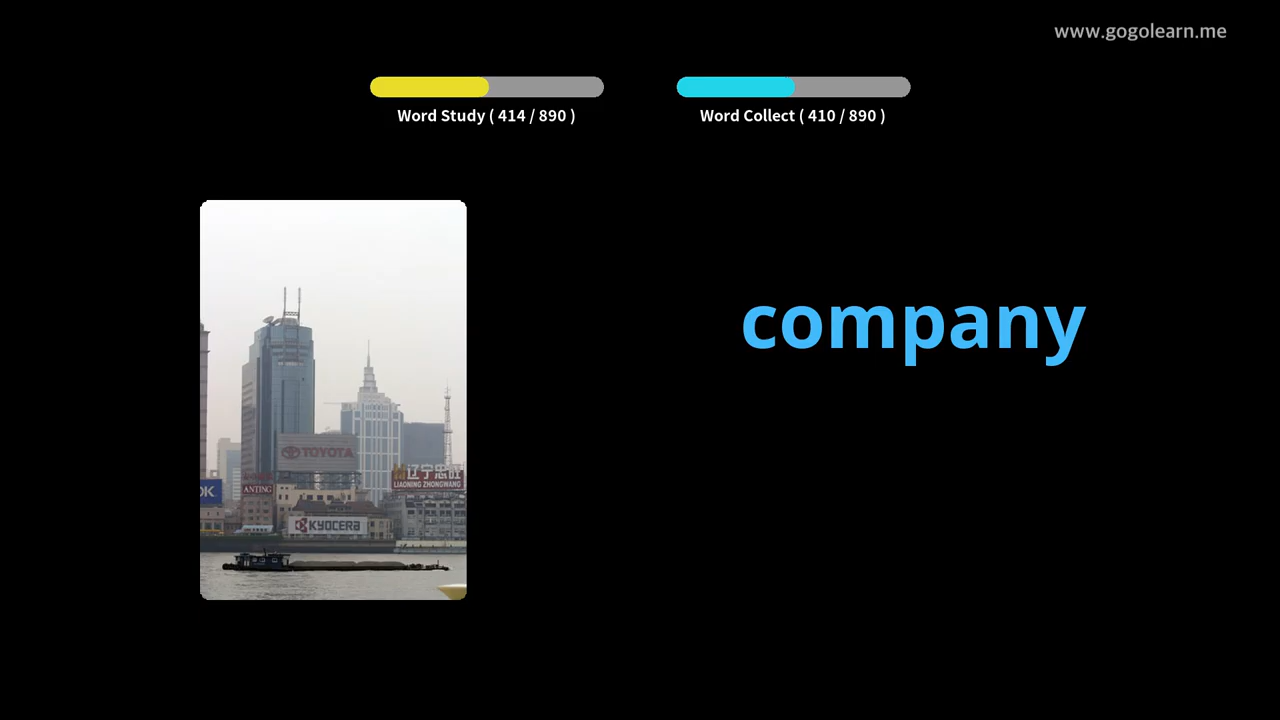 www.gogolearn.me
Word Study ( 414 / 890 )
Word Collect ( 410 / 890 )
company
TOYOTA
辽宁忠旺
LIAONING ZHONGWANG
OK
ANTING
KYOCERA